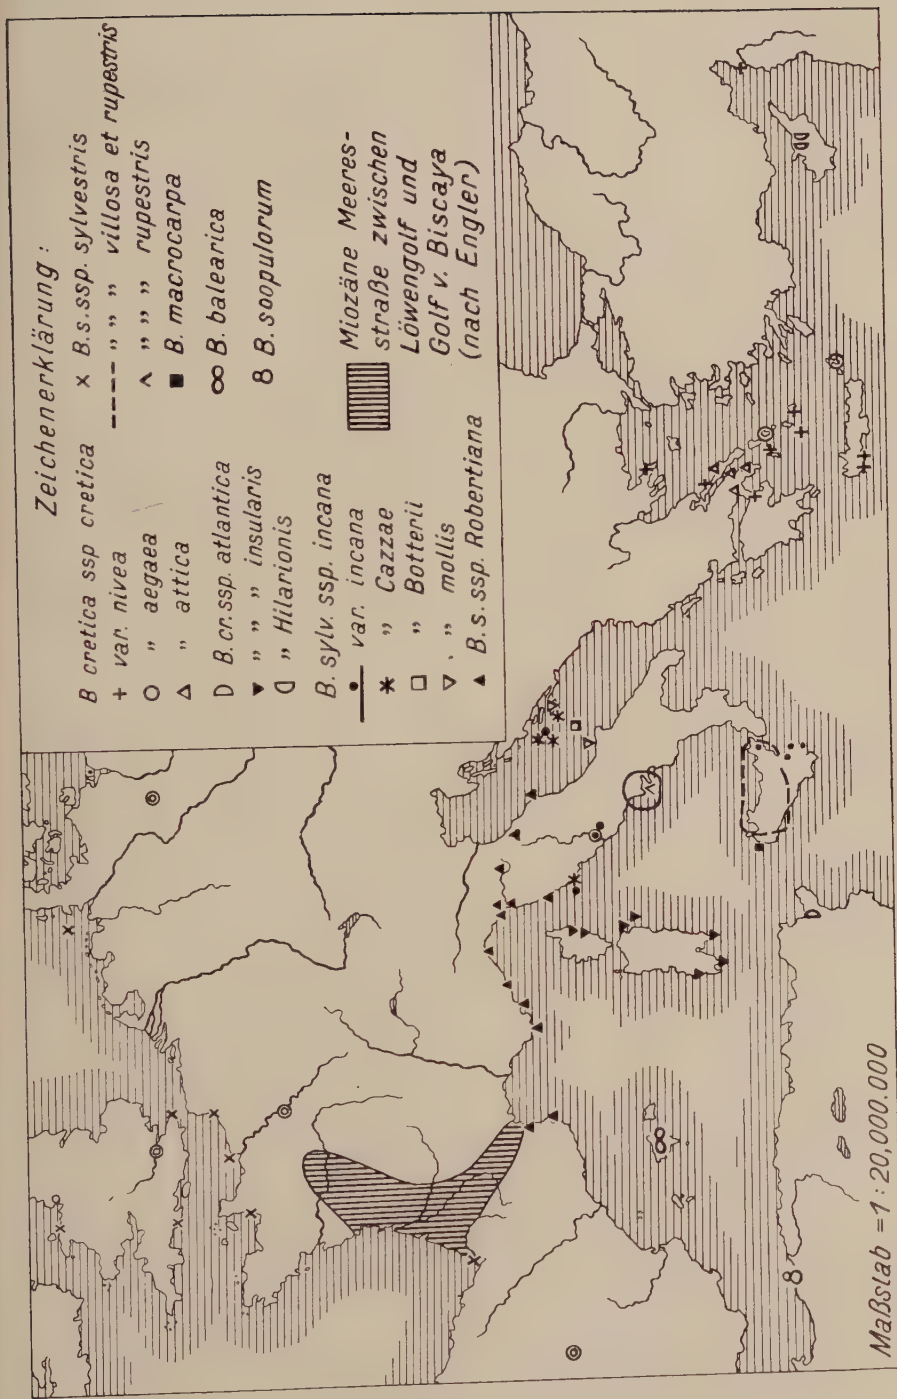 Zeichenerklärung :
B cretica ssp cretica
+ var. nivea
○ „ aegaea
△ „ attica
D B.cr.ssp. atlantica
▼ „ „ insularis
Ɑ „ Hilarionis
B. sylv. ssp. incana
● var. incana
✱ „ Cazzae
□ „ Botterii
▽ „ mollis
▲ B.s. ssp. Robertiana
x B.s.ssp. sylvestris
--- „ „ villosa et rupestris
^ „ „ „ rupestris
■ B. macrocarpa
∞ B. balearica
8 B. soopulorum
Miozäne Meeres-
straße zwischen
Löwengolf und
Golf v. Biscaya
(nach Engler)
Maßslab = 1 : 20,000.000